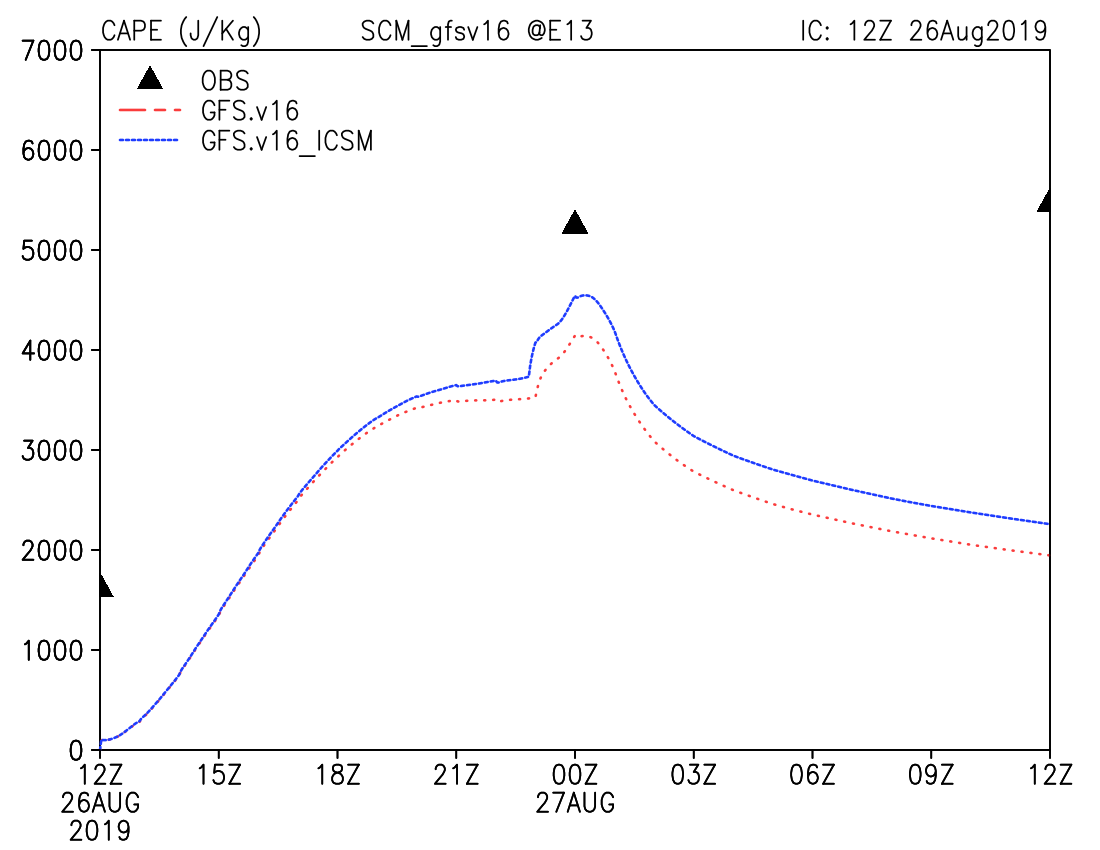 CAPE (J/Kg) SCM_gfsv16 @E13 IC: 12Z 26Aug2019
7000
OBS
GFS.v16
GFS.v16_ICSM
6000
5000
4000
3000
2000
1000
0
12Z 15Z 18Z 21Z 00Z 03Z 06Z 09Z 12Z
26AUG 27AUG
2019